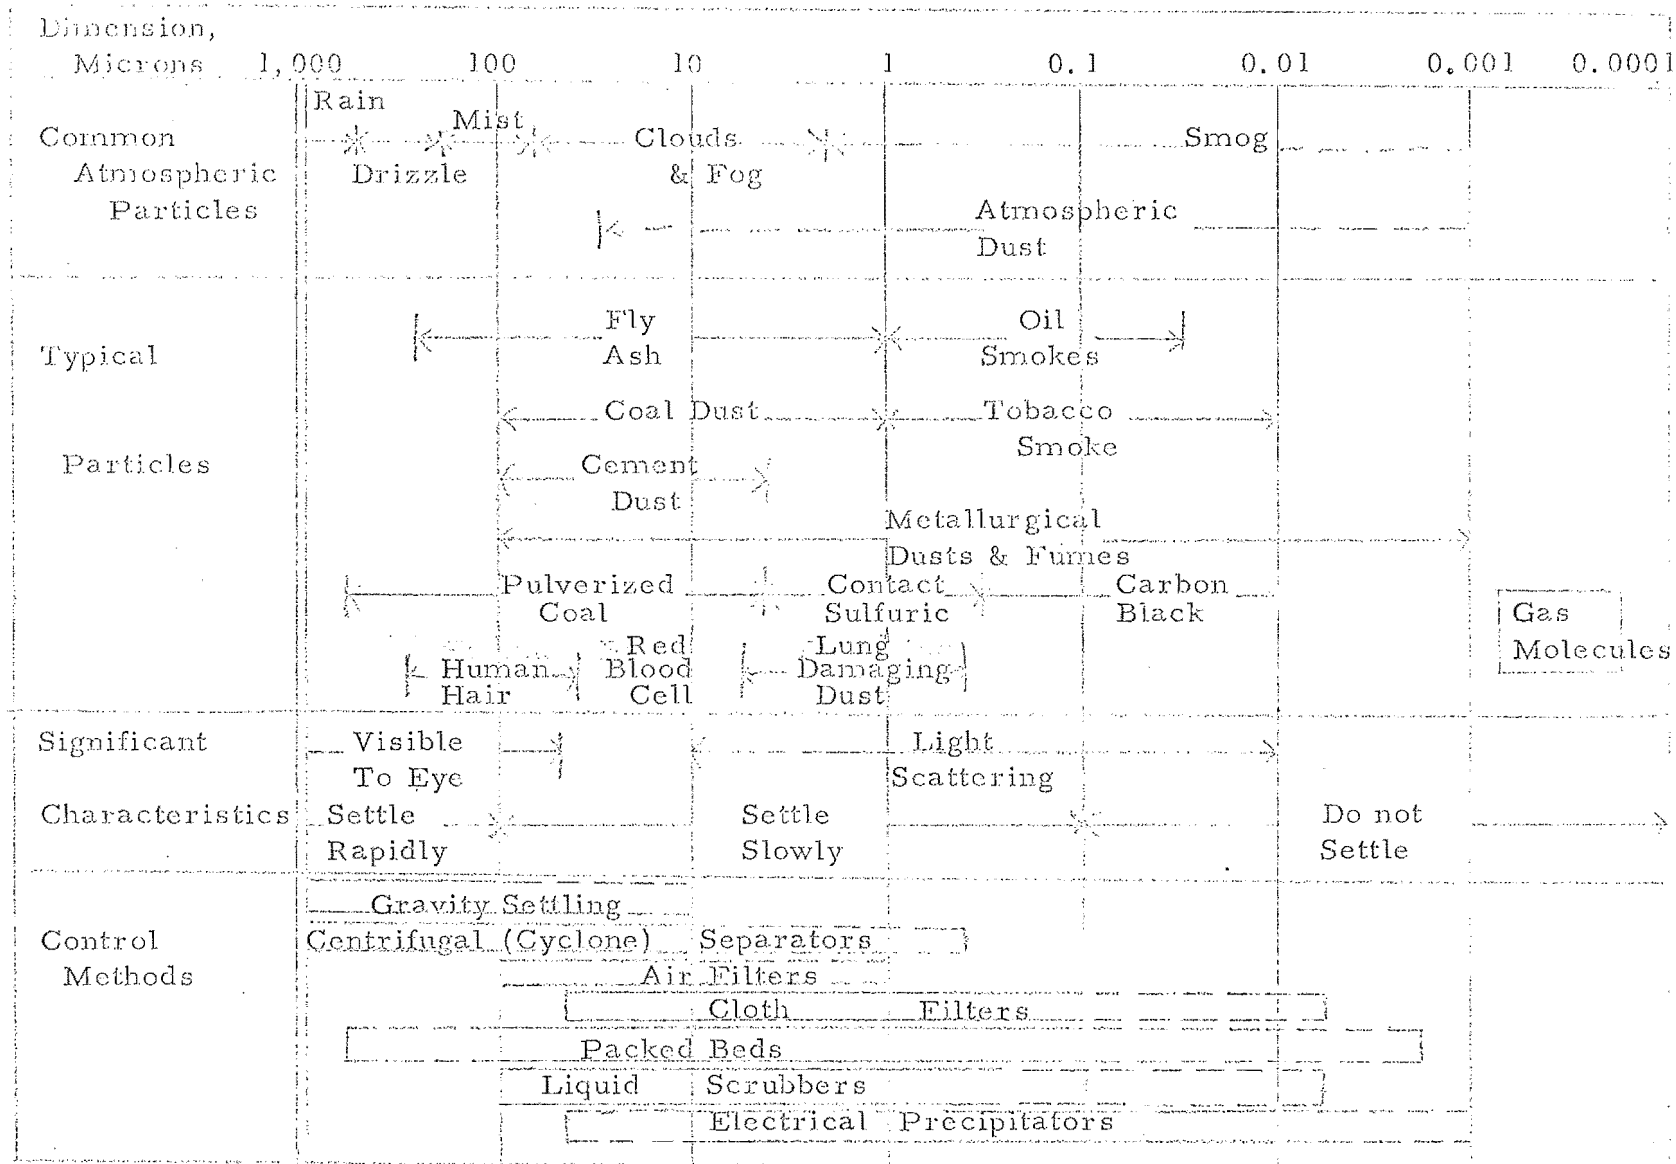 Dimension,
Microns 1,000 100 10 1 0.1 0.01 0.001 0.0001
Rain
Mist
Common Clouds Smog
Atmospheric Drizzle & Fog
Particles Atmospheric
Dust
Fly Oil
Typical Ash Smokes
Coal Dust Tobacco
Smoke
Particles Cement
Dust
Metallurgical
Dusts & Fumes
Pulverized Contact Carbon
Coal Sulfuric Black Gas
Red Lung Molecules
Human Blood Damaging
Hair Cell Dust
Significant Visible Light
To Eye Scattering
Characteristics Settle Settle Do not
Rapidly Slowly Settle
Gravity Settling
Control Centrifugal (Cyclone) Separators
Methods Air Filters
Cloth Filters
Packed Beds
Liquid Scrubbers
Electrical Precipitators